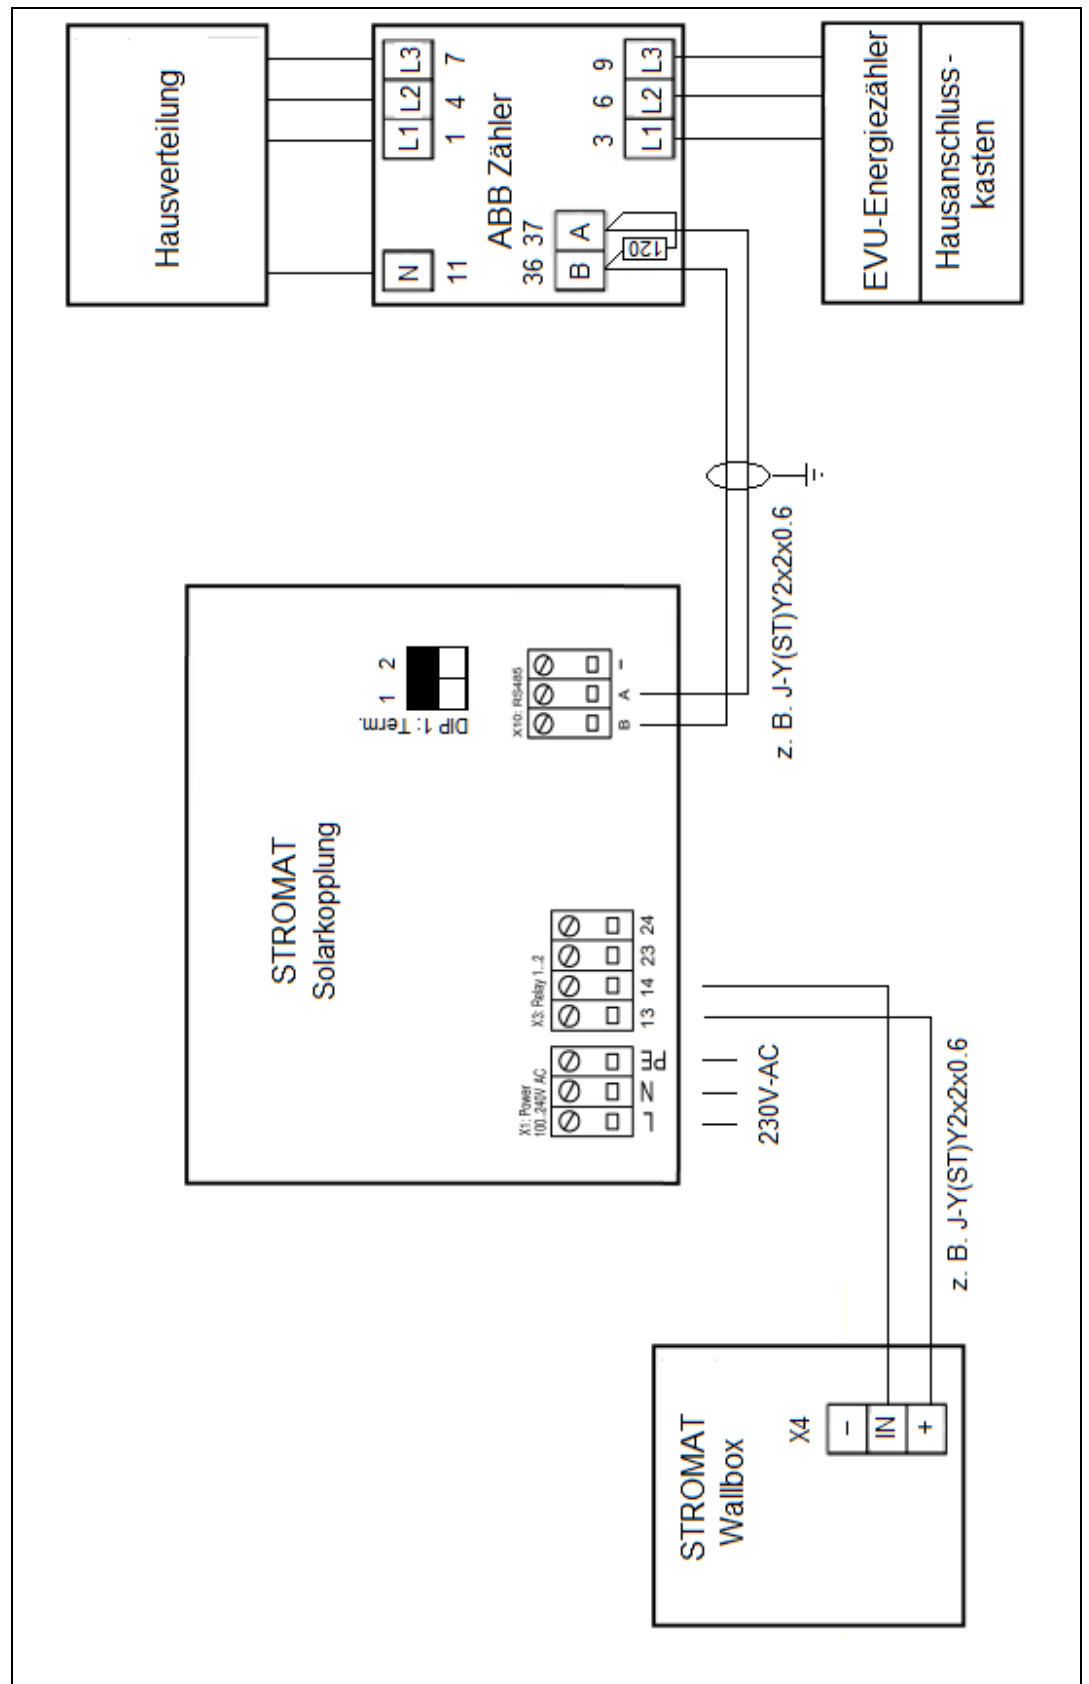 Hausverteilung
L1 L2 L3
1 4 7
N
11
ABB Zähler
36 37
B A
120
3 6 9
L1 L2 L3
EVU-Energiezähler
Hausanschluss-
kasten
STROMAT
Solarkopplung
DIP 1: Term.
1 2
X10: RS485
B A –
z. B. J-Y(ST)Y2x2x0.6
X3: Relay 1...2
13 14 23 24
X1: Power
100...240V AC
L N PE
230V-AC
z. B. J-Y(ST)Y2x2x0.6
STROMAT
Wallbox
X4
–
IN
+